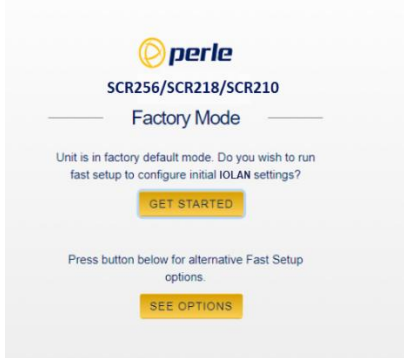 perle
SCR256/SCR218/SCR210
Factory Mode
Unit is in factory default mode. Do you wish to run
fast setup to configure initial IOLAN settings?
GET STARTED
Press button below for alternative Fast Setup
options.
SEE OPTIONS